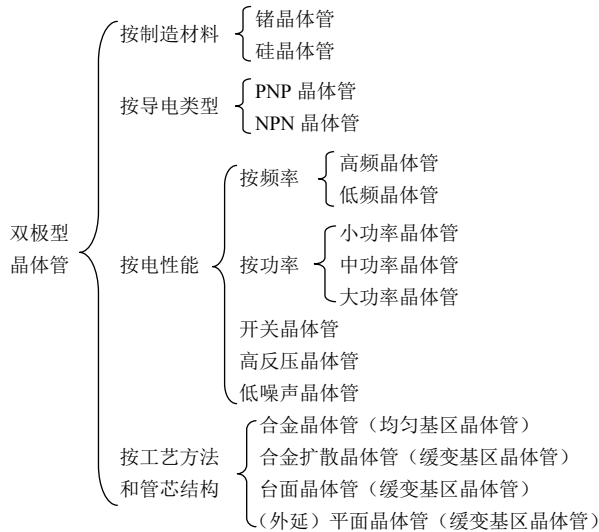 双极型
晶体管
按制造材料
锗晶体管
硅晶体管
按导电类型
PNP 晶体管
NPN 晶体管
按电性能
按频率
高频晶体管
低频晶体管
按功率
小功率晶体管
中功率晶体管
大功率晶体管
开关晶体管
高反压晶体管
低噪声晶体管
按工艺方法
和管芯结构
合金晶体管（均匀基区晶体管）
合金扩散晶体管（缓变基区晶体管）
台面晶体管（缓变基区晶体管）
（外延）平面晶体管（缓变基区晶体管）